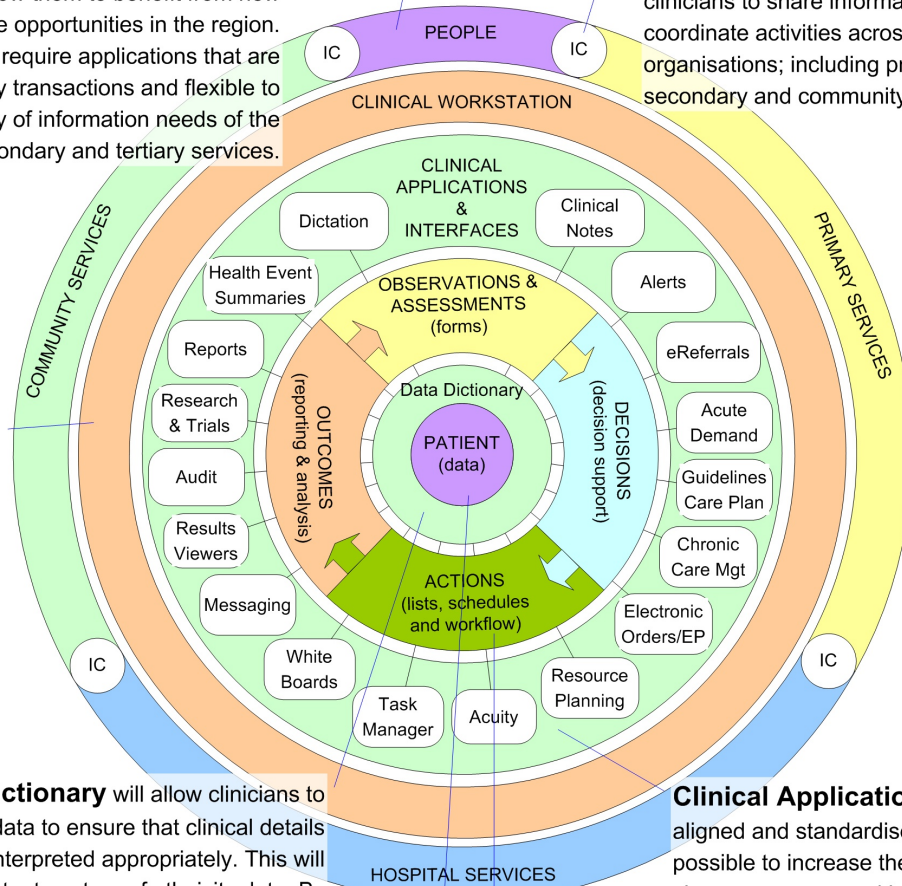 e opportunities in the region.
require applications that are
transactions and flexible to
of information needs of the
ondary and tertiary services.
PEOPLE
IC
IC
clinicians to share informa
coordinate activities acros
organisations; including pr
secondary and community
CLINICAL WORKSTATION
CLINICAL
APPLICATIONS
&
INTERFACES
COMMUNITY SERVICES
PRIMARY SERVICES
Dictation
Clinical
Notes
Health Event
Summaries
Alerts
Reports
eReferrals
Research
& Trials
Acute
Demand
Audit
Guidelines
Care Plan
Results
Viewers
Chronic
Care Mgt
Messaging
Electronic
Orders/EP
White
Boards
Resource
Planning
Task
Manager
Acuity
OBSERVATIONS &
ASSESSMENTS
(forms)
OUTCOMES
(reporting & analysis)
DECISIONS
(decision support)
Data Dictionary
PATIENT
(data)
ACTIONS
(lists, schedules
and workflow)
IC
IC
ctionary will allow clinicians to
data to ensure that clinical details
nterpreted appropriately. This will
HOSPITAL SERVICES
Clinical Applicatio
aligned and standardise
possible to increase the